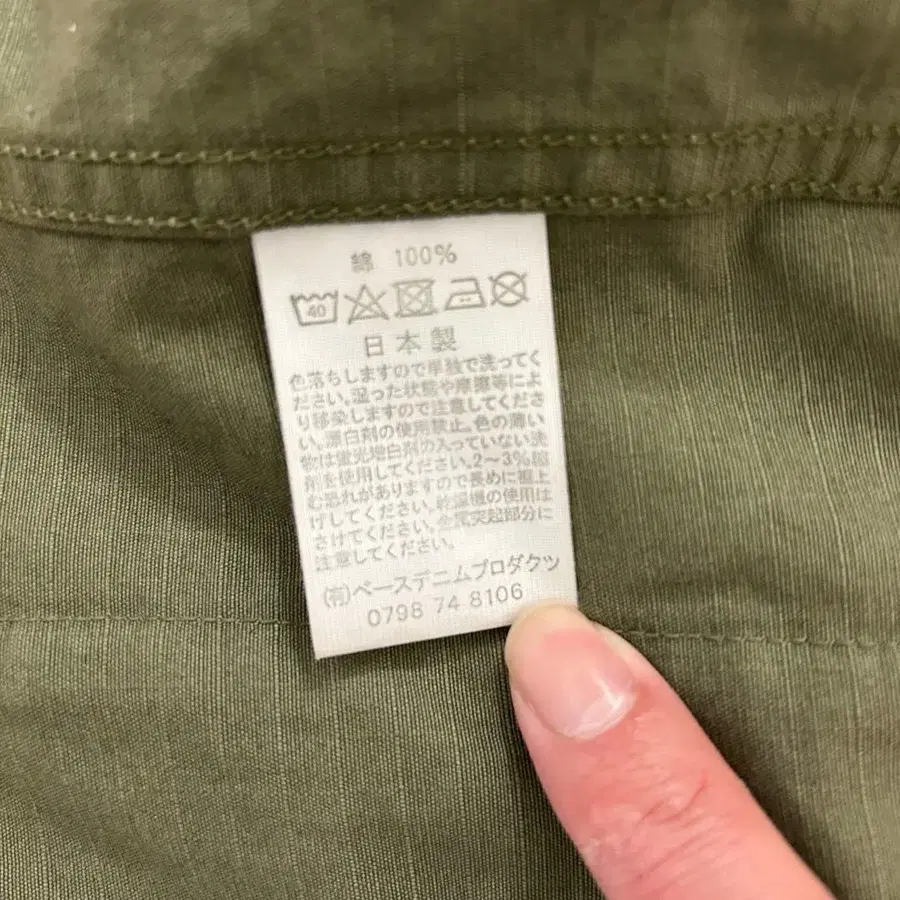 綿 100%
40
日本製
色落ちしますので単独で洗ってく
ださい。湿った状態や摩擦等によ
り移染しますので注意してくださ
い。漂白剤の使用禁止。色の薄い
物は蛍光増白剤の入っていない洗
剤を使用してください。2〜3%縮
む恐れがありますので長めに裾上
げしてください。乾燥機の使用は
さけてください。金属突起部分に
注意してください。
(有)ベースデニムプロダクツ
0798 74 8106